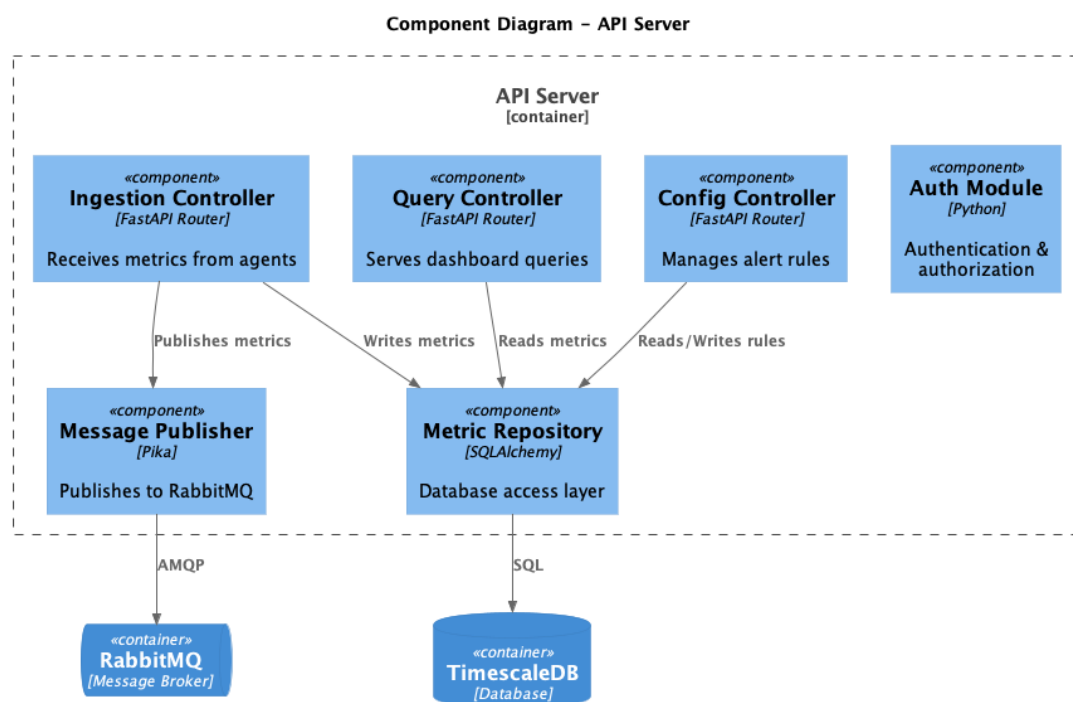 Component Diagram – API Server
API Server
[container]
«component»
Ingestion Controller
[FastAPI Router]
Receives metrics from agents
«component»
Query Controller
[FastAPI Router]
Serves dashboard queries
«component»
Config Controller
[FastAPI Router]
Manages alert rules
«component»
Auth Module
[Python]
Authentication &
authorization
Publishes metrics
Writes metrics
Reads metrics
Reads/Writes rules
«component»
Message Publisher
[Pika]
Publishes to RabbitMQ
«component»
Metric Repository
[SQLAlchemy]
Database access layer
AMQP
SQL
«container»
RabbitMQ
[Message Broker]
«container»
TimescaleDB
[Database]